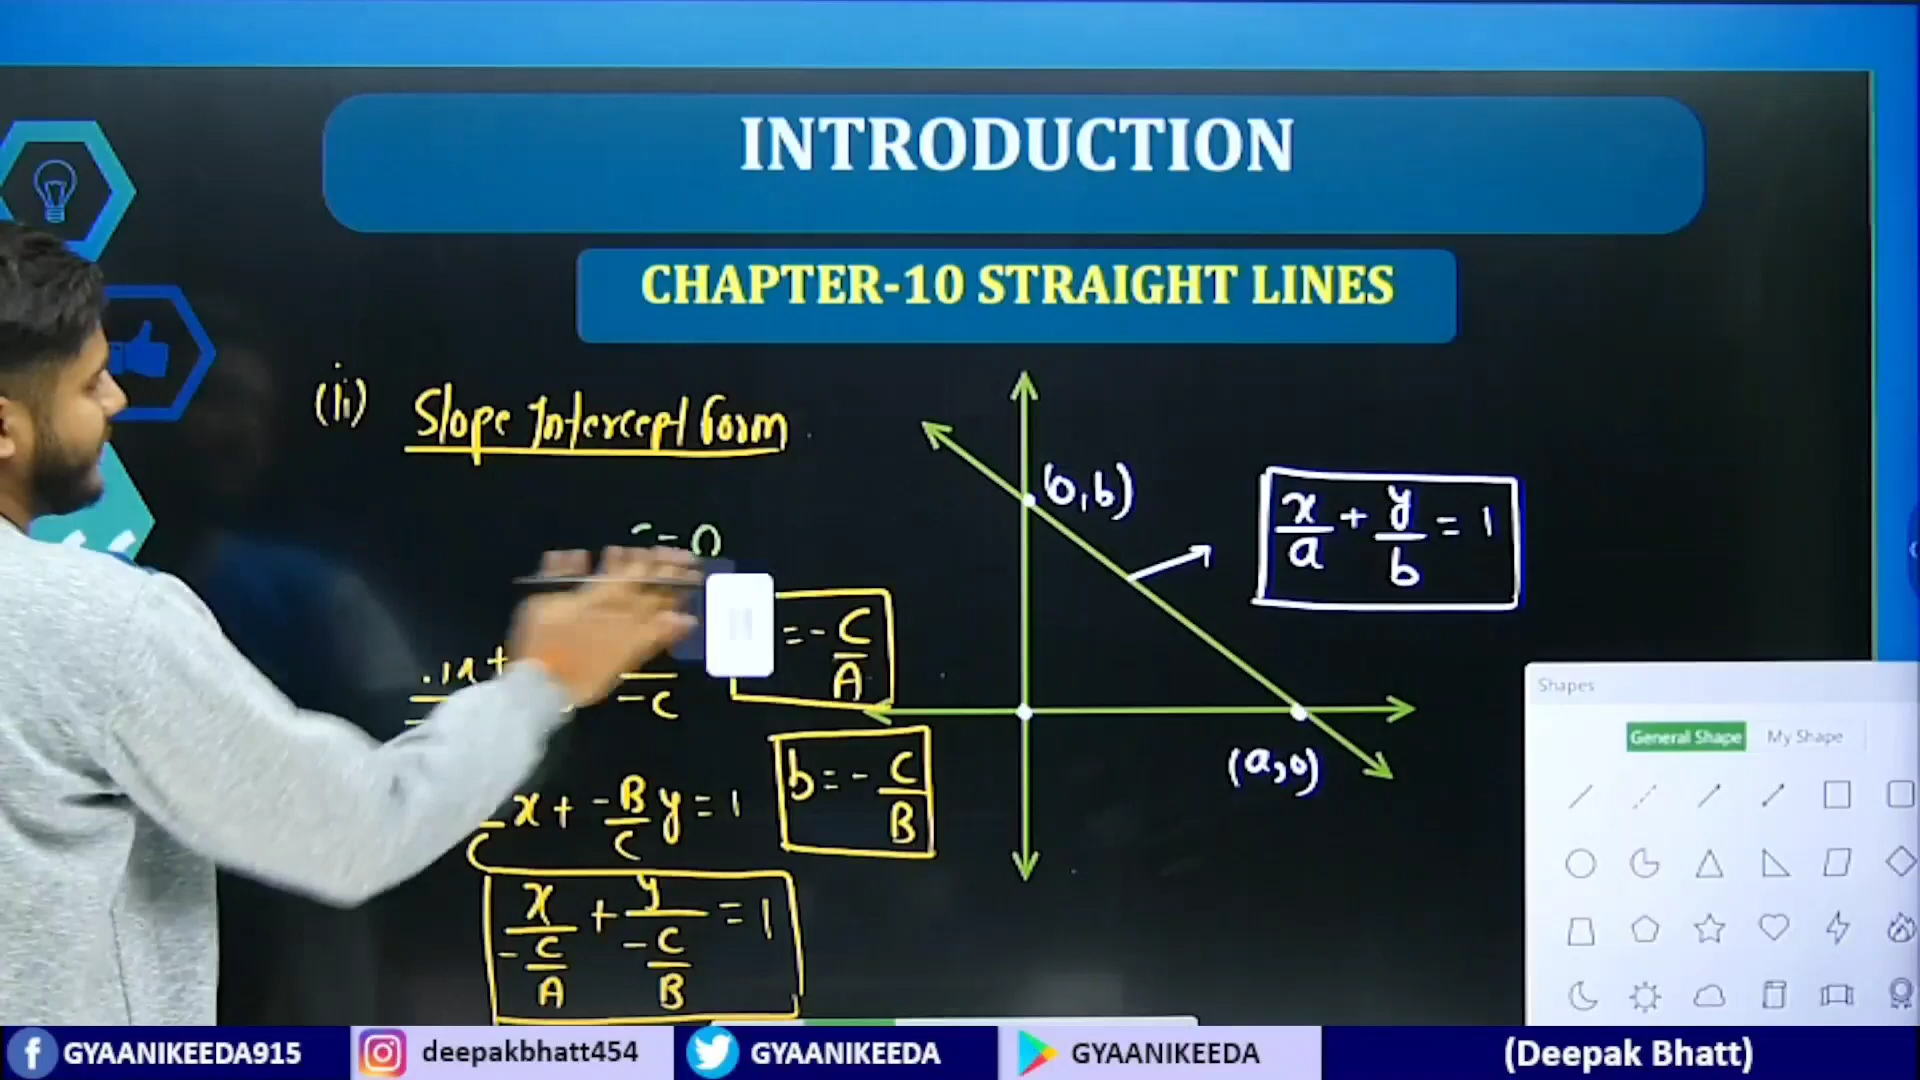 INTRODUCTION
CHAPTER-10 STRAIGHT LINES
(ii) Slope Intercept form
(0,b)
x/a + y/b = 1
= 0
= - C/A
-C
b = - C/B
(a,0)
x + -B/C y = 1
x/(-C/A) + y/(-C/B) = 1
Shapes
General Shape My Shape
GYAANIKEEDA915 deepakbhatt454 GYAANIKEEDA GYAANIKEEDA (Deepak Bhatt)